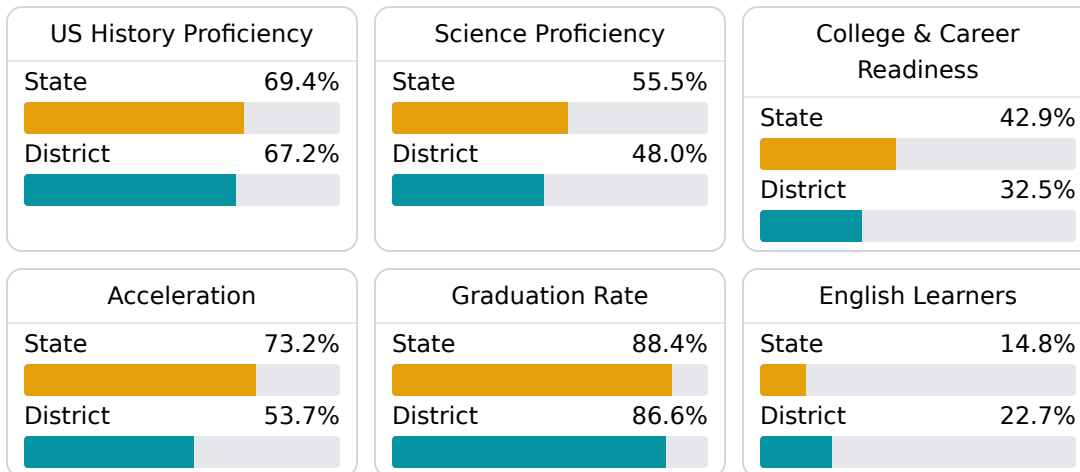 US History Proficiency
State 69.4%
District 67.2%
Science Proficiency
State 55.5%
District 48.0%
College & Career
Readiness
State 42.9%
District 32.5%
Acceleration
State 73.2%
District 53.7%
Graduation Rate
State 88.4%
District 86.6%
English Learners
State 14.8%
District 22.7%